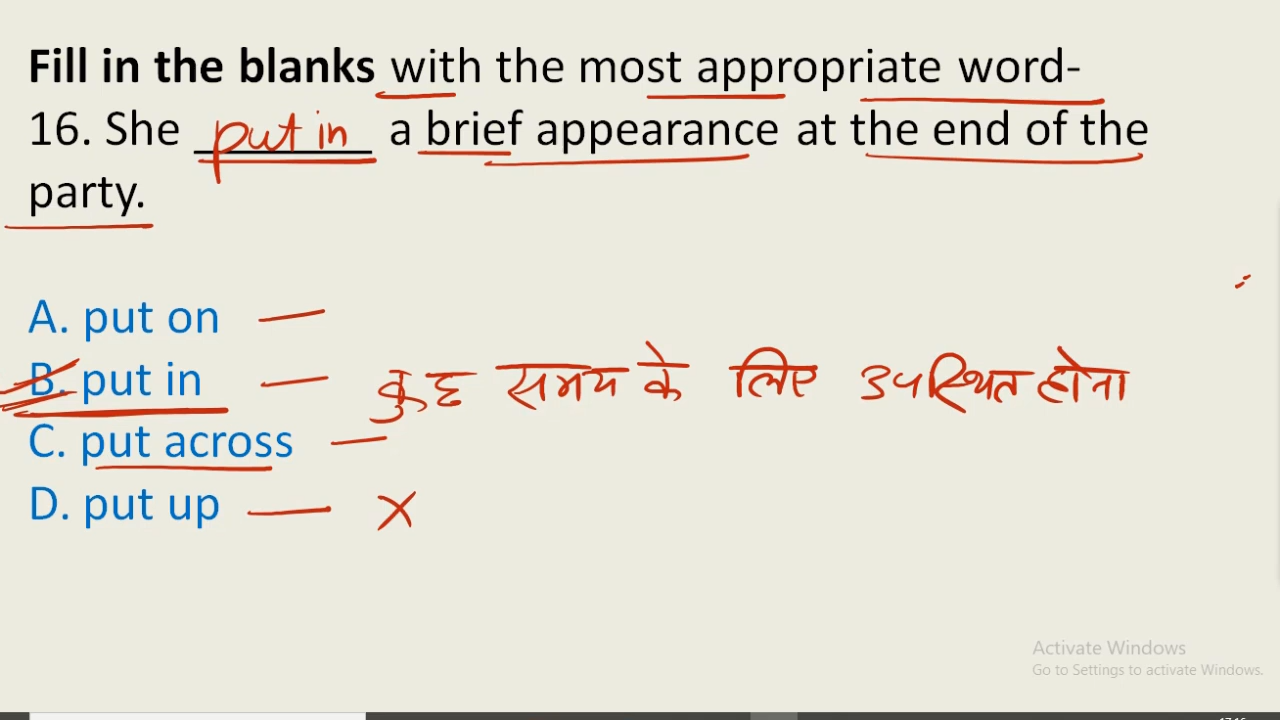 Fill in the blanks with the most appropriate word-
16. She put in a brief appearance at the end of the
party.
A. put on
B. put in — कुछ समय के लिए उपस्थित होना
C. put across
D. put up — X
Activate Windows
Go to Settings to activate Windows.